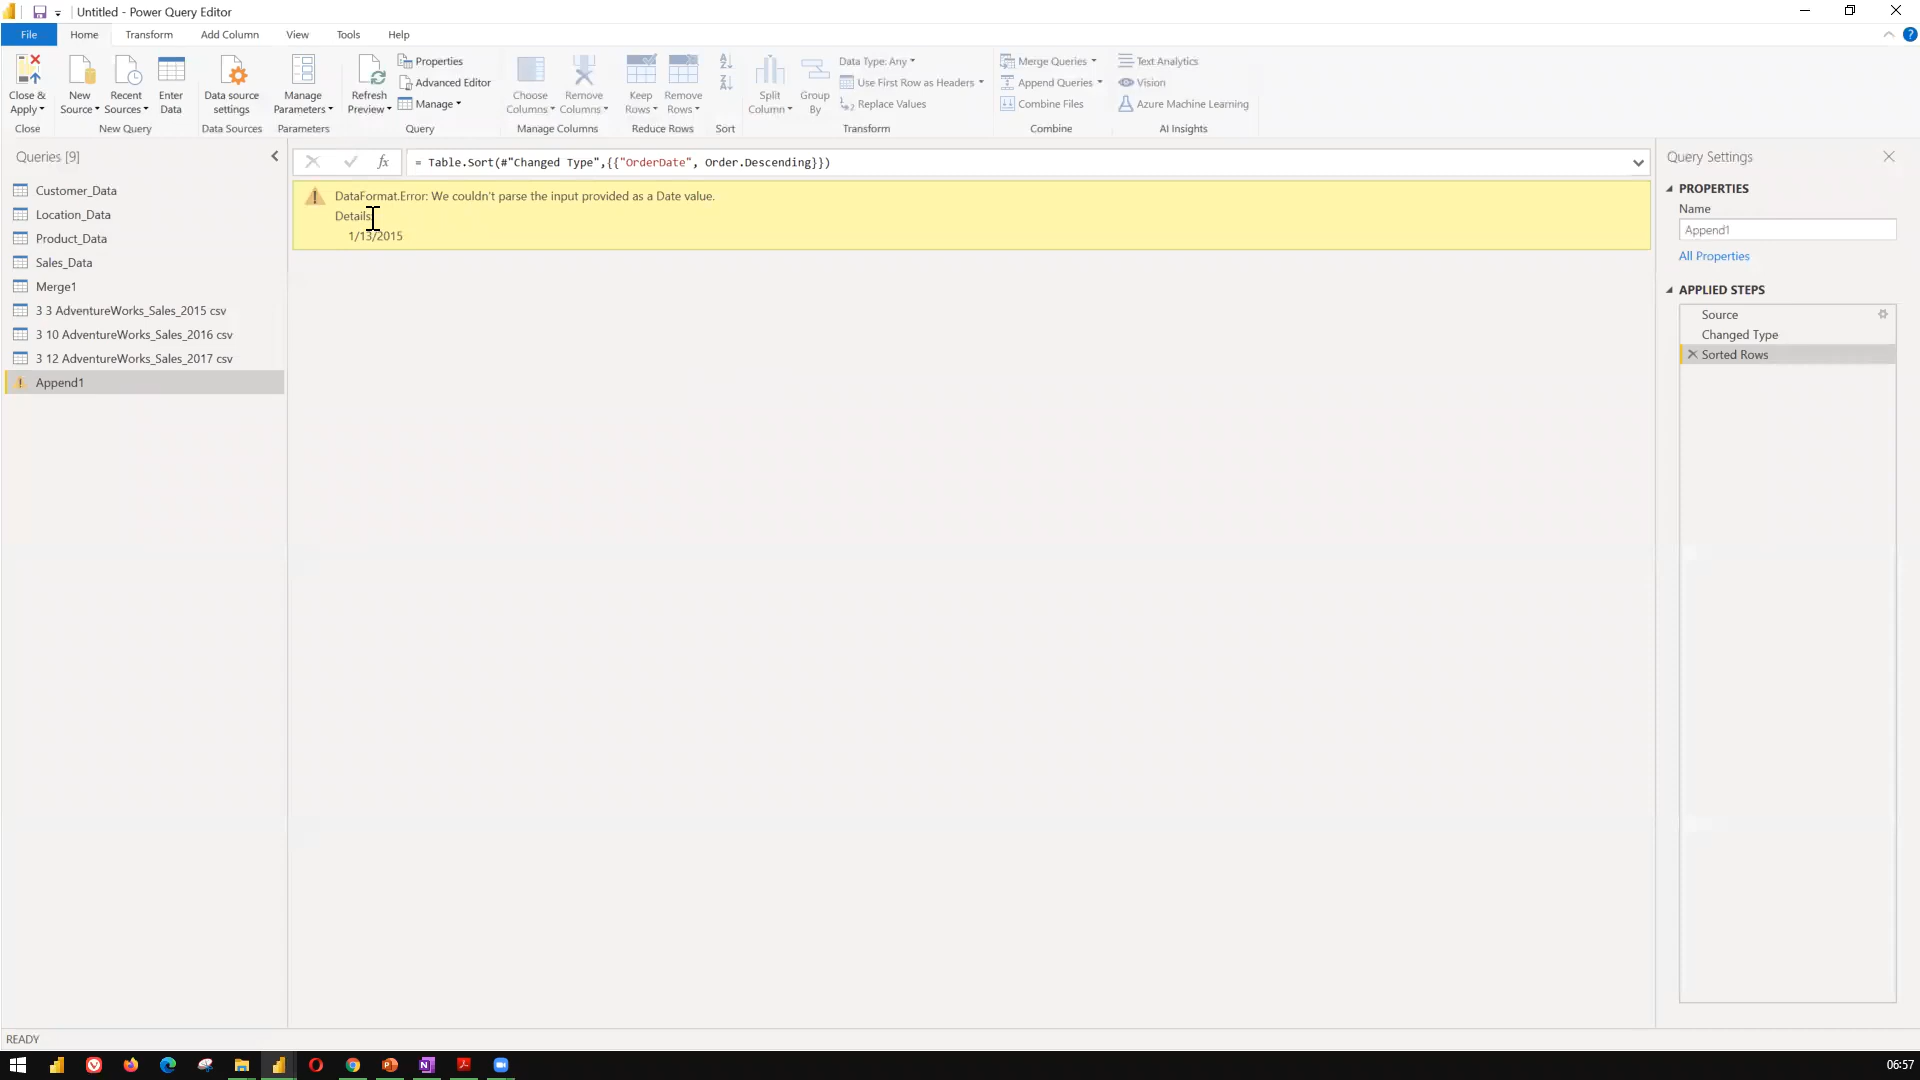 Untitled - Power Query Editor
File Home Transform Add Column View Tools Help
Close & Apply
New Source
Recent Sources
Enter Data
Data source settings
Manage Parameters
Refresh Preview
Properties
Advanced Editor
Manage
Choose Columns
Remove Columns
Keep Rows
Remove Rows
Split Column
Group By
Data Type: Any
Use First Row as Headers
Replace Values
Merge Queries
Append Queries
Combine Files
Text Analytics
Vision
Azure Machine Learning
Close New Query Data Sources Parameters Query Manage Columns Reduce Rows Sort Transform Combine AI Insights
Queries [9]
Customer_Data
Location_Data
Product_Data
Sales_Data
Merge1
3 3 AdventureWorks_Sales_2015 csv
3 10 AdventureWorks_Sales_2016 csv
3 12 AdventureWorks_Sales_2017 csv
Append1
= Table.Sort(#"Changed Type",{{"OrderDate", Order.Descending}})
DataFormat.Error: We couldn't parse the input provided as a Date value.
Details:
1/13/2015
Query Settings
PROPERTIES
Name
Append1
All Properties
APPLIED STEPS
Source
Changed Type
Sorted Rows
READY
06:57